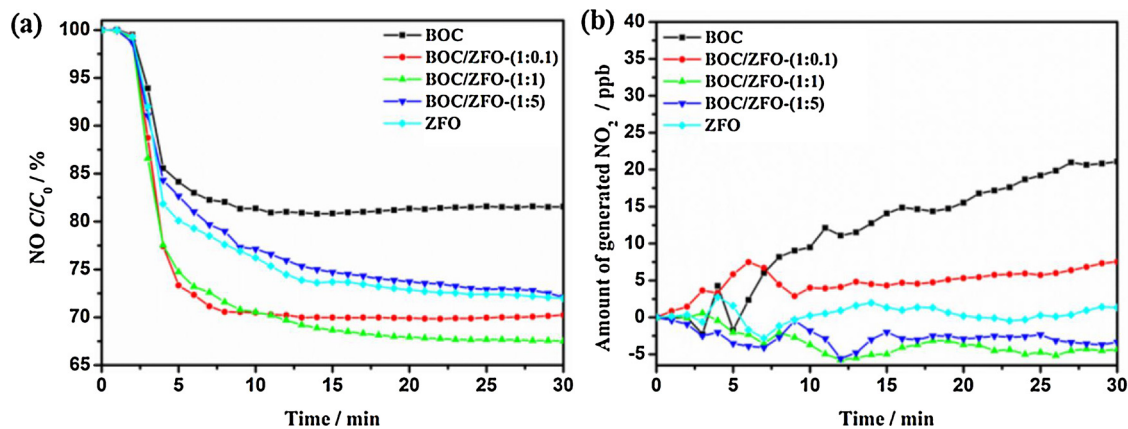 (a)
NO C/C0 / %
100
95
90
85
80
75
70
65
0
5
10
15
20
25
30
Time / min
BOC
BOC/ZFO-(1:0.1)
BOC/ZFO-(1:1)
BOC/ZFO-(1:5)
ZFO
(b)
Amount of generated NO2 / ppb
40
35
30
25
20
15
10
5
0
-5
0
5
10
15
20
25
30
Time / min
BOC
BOC/ZFO-(1:0.1)
BOC/ZFO-(1:1)
BOC/ZFO-(1:5)
ZFO